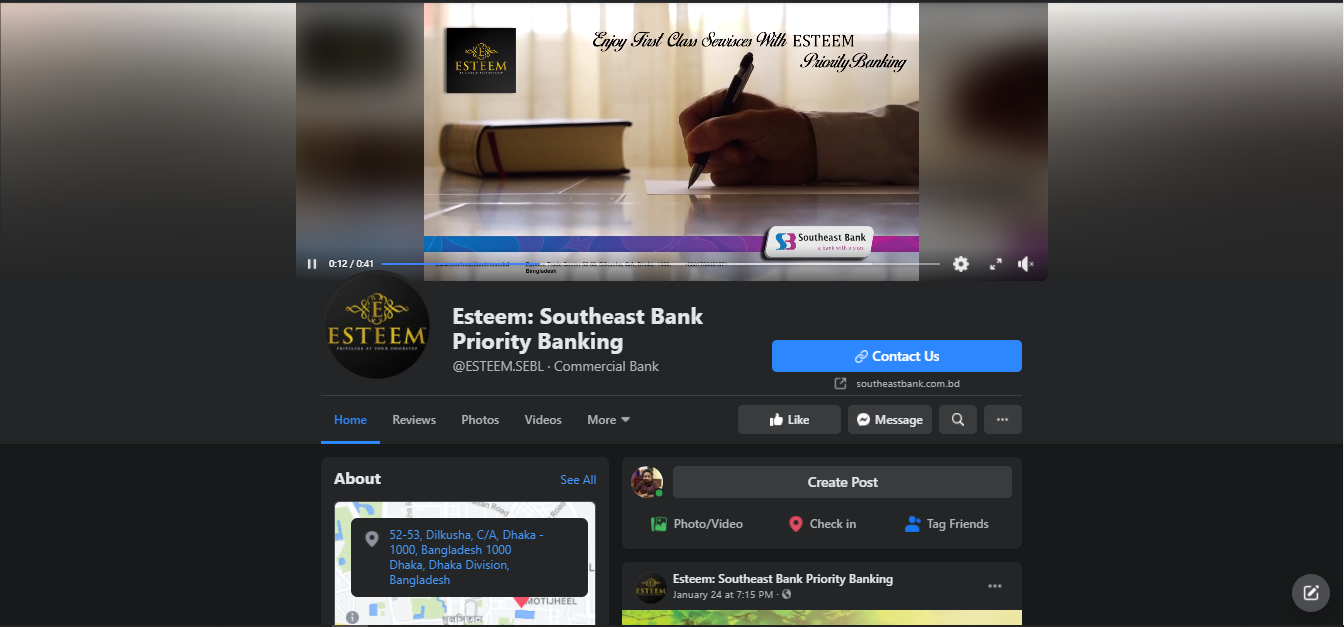 Enjoy First Class Servisces With ESTEEM
Priority Banking
ESTEEM
Southeast Bank
a bank with vision
0:12 / 0:41
Bangladesh
ESTEEM
PRIVILEGE AT YOUR DOORSTEP
Esteem: Southeast Bank
Priority Banking
@ESTEEM.SEBL · Commercial Bank
Contact Us
southeastbank.com.bd
Home Reviews Photos Videos More
Like Message
About See All
52-53, Dilkusha, C/A, Dhaka -
1000, Bangladesh 1000
Dhaka, Dhaka Division,
Bangladesh
MOTIJHEEL
গুলিস্তান
Create Post
Photo/Video Check in Tag Friends
Esteem: Southeast Bank Priority Banking
January 24 at 7:15 PM ·
ESTEEM